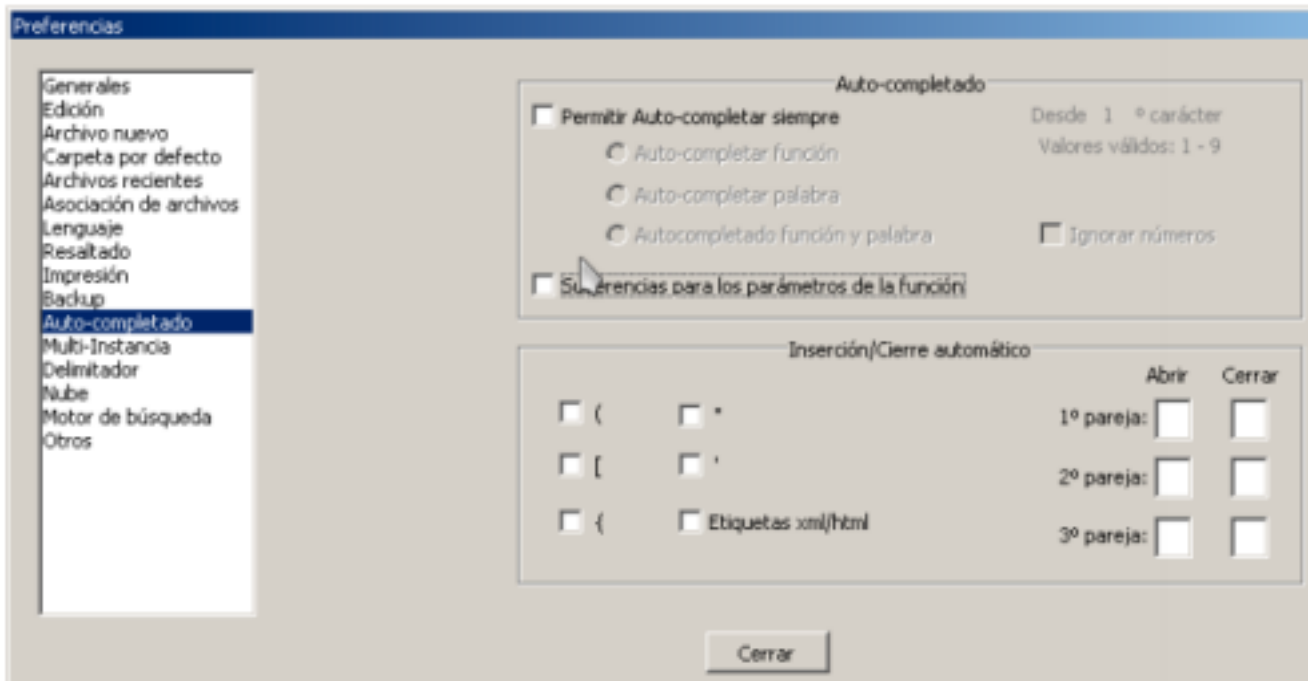 Preferencias
Generales
Edición
Archivo nuevo
Carpeta por defecto
Archivos recientes
Asociación de archivos
Lenguaje
Resaltado
Impresión
Backup
Auto-completado
Multi-Instancia
Delimitador
Nube
Motor de búsqueda
Otros
Auto-completado
Permitir Auto-completar siempre
Desde 1 º carácter
Valores válidos: 1 - 9
Auto-completar función
Auto-completar palabra
Autocompletado función y palabra
Ignorar números
Sugerencias para los parámetros de la función
Inserción/Cierre automático
Abrir Cerrar
( " 1º pareja:
[ ' 2º pareja:
{ Etiquetas xml/html 3º pareja:
Cerrar